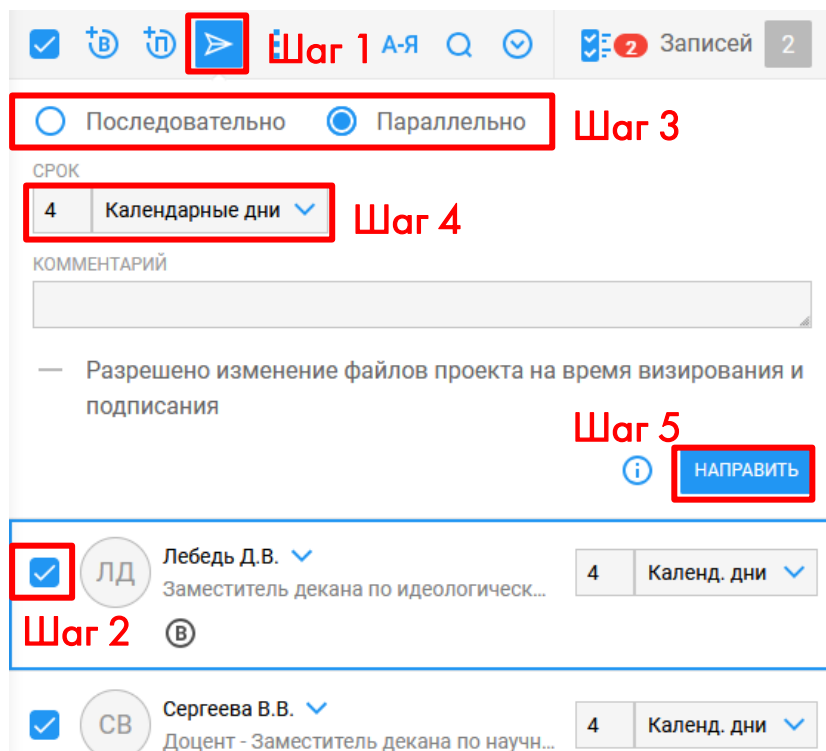 В П Шаг 1 А-Я 2 Записей 2
Последовательно Параллельно Шаг 3
СРОК
4 Календарные дни Шаг 4
КОММЕНТАРИЙ
Разрешено изменение файлов проекта на время визирования и
подписания
Шаг 5
i НАПРАВИТЬ
ЛД Лебедь Д.В. 4 Календ. дни
Заместитель декана по идеологическ...
Шаг 2 В
СВ Сергеева В.В. 4 Календ. дни
Доцент - Заместитель декана по научн...